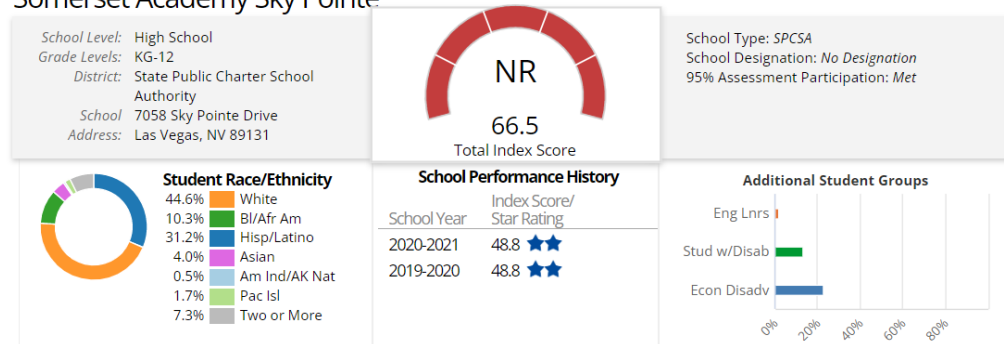 Somerset Academy Sky Pointe
School Level: High School
Grade Levels: KG-12
District: State Public Charter School
Authority
School 7058 Sky Pointe Drive
Address: Las Vegas, NV 89131
NR
66.5
Total Index Score
School Type: SPCSA
School Designation: No Designation
95% Assessment Participation: Met
Student Race/Ethnicity
44.6% White
10.3% Bl/Afr Am
31.2% Hisp/Latino
4.0% Asian
0.5% Am Ind/AK Nat
1.7% Pac Isl
7.3% Two or More
School Performance History
Index Score/
School Year Star Rating
2020-2021 48.8
2019-2020 48.8
Additional Student Groups
Eng Lnrs
Stud w/Disab
Econ Disadv
0% 20% 40% 60% 80%